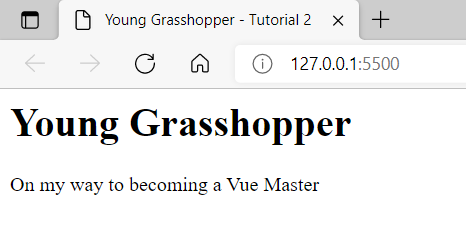 Young Grasshopper - Tutorial 2
127.0.0.1:5500
Young Grasshopper
On my way to becoming a Vue Master